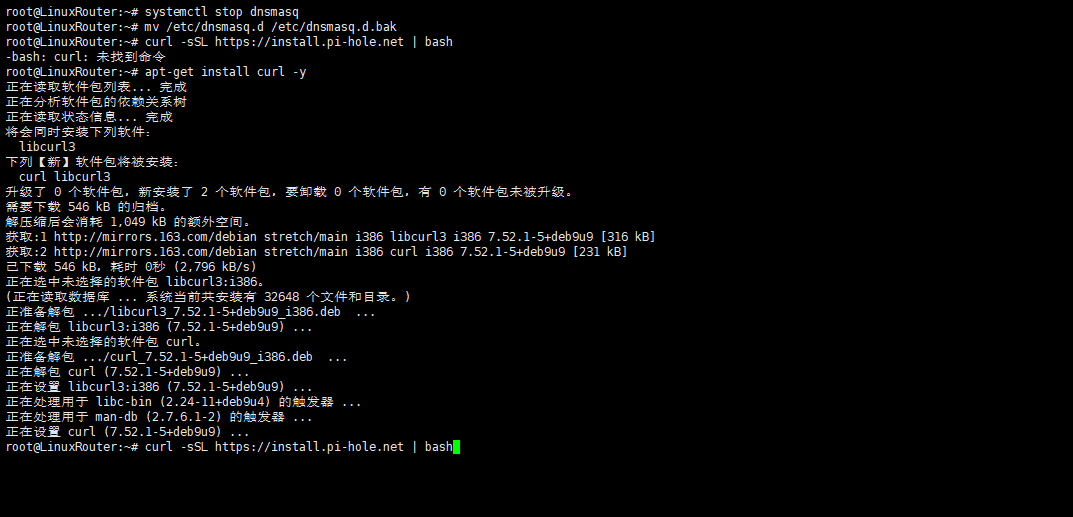 root@LinuxRouter:~# systemctl stop dnsmasq
root@LinuxRouter:~# mv /etc/dnsmasq.d /etc/dnsmasq.d.bak
root@LinuxRouter:~# curl -sSL https://install.pi-hole.net | bash
-bash: curl: 未找到命令
root@LinuxRouter:~# apt-get install curl -y
正在读取软件包列表... 完成
正在分析软件包的依赖关系树
正在读取状态信息... 完成
将会同时安装下列软件:
  libcurl3
下列【新】软件包将被安装:
  curl libcurl3
升级了 0 个软件包, 新安装了 2 个软件包, 要卸载 0 个软件包, 有 0 个软件包未被升级。
需要下载 546 kB 的归档。
解压缩后会消耗 1,049 kB 的额外空间。
获取:1 http://mirrors.163.com/debian stretch/main i386 libcurl3 i386 7.52.1-5+deb9u9 [316 kB]
获取:2 http://mirrors.163.com/debian stretch/main i386 curl i386 7.52.1-5+deb9u9 [231 kB]
已下载 546 kB, 耗时 0秒 (2,796 kB/s)
正在选中未选择的软件包 libcurl3:i386。
(正在读取数据库 ... 系统当前共安装有 32648 个文件和目录。)
正准备解包 .../libcurl3_7.52.1-5+deb9u9_i386.deb  ...
正在解包 libcurl3:i386 (7.52.1-5+deb9u9) ...
正在选中未选择的软件包 curl。
正准备解包 .../curl_7.52.1-5+deb9u9_i386.deb  ...
正在解包 curl (7.52.1-5+deb9u9) ...
正在设置 libcurl3:i386 (7.52.1-5+deb9u9) ...
正在处理用于 libc-bin (2.24-11+deb9u4) 的触发器 ...
正在处理用于 man-db (2.7.6.1-2) 的触发器 ...
正在设置 curl (7.52.1-5+deb9u9) ...
root@LinuxRouter:~# curl -sSL https://install.pi-hole.net | bash